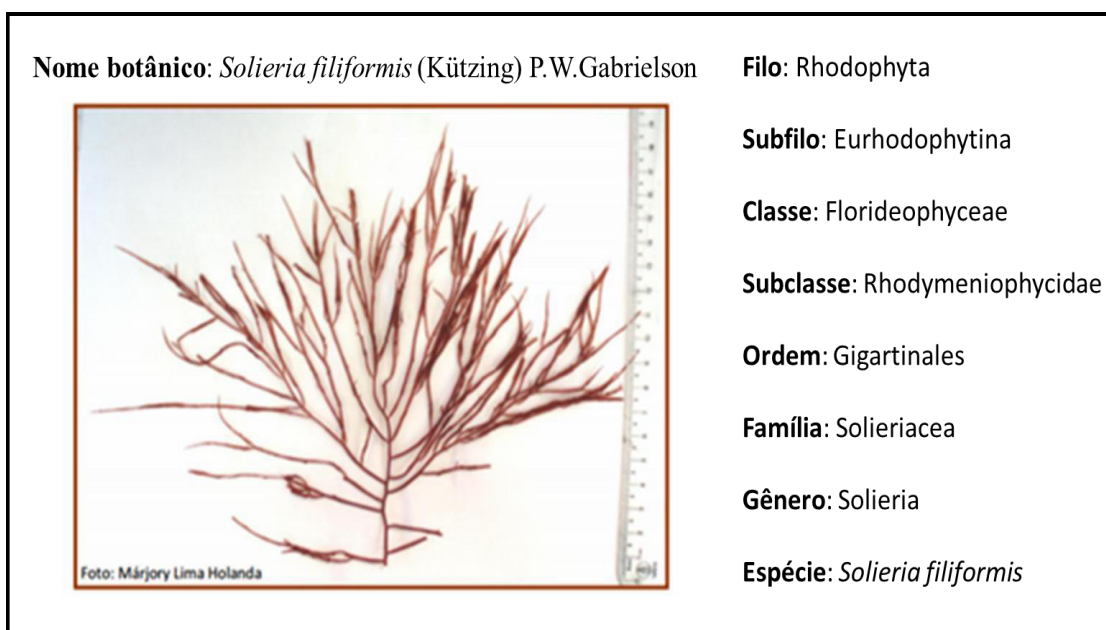 Nome botânico: Solieria filiformis (Kützing) P.W.Gabrielson
Foto: Márjory Lima Holanda
Filo: Rhodophyta
Subfilo: Eurhodophytina
Classe: Florideophyceae
Subclasse: Rhodymeniophycidae
Ordem: Gigartinales
Família: Solieriacea
Gênero: Solieria
Espécie: Solieria filiformis